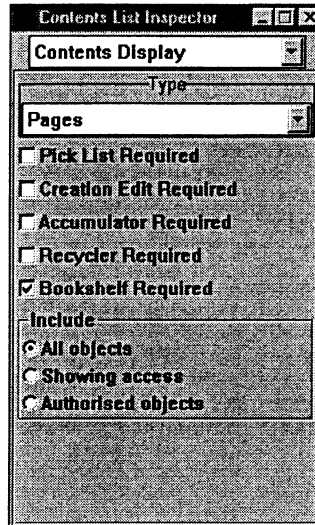 Contents List Inspector
Contents Display
Type
Pages
Pick List Required
Creation Edit Required
Accumulator Required
Recycler Required
Bookshelf Required
Include
All objects
Showing access
Authorised objects